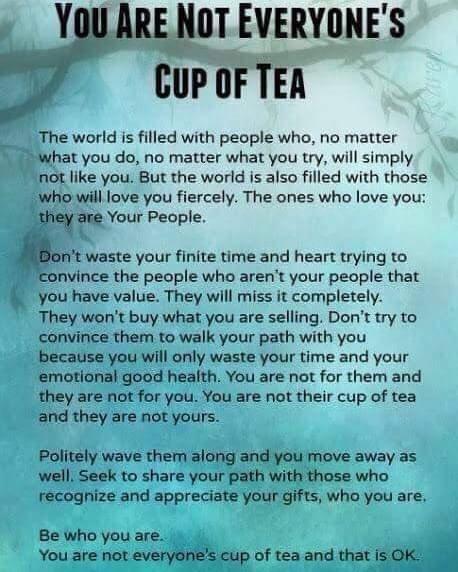 YOU ARE NOT EVERYONE'S
CUP OF TEA
The world is filled with people who, no matter
what you do, no matter what you try, will simply
not like you. But the world is also filled with those
who will love you fiercely. The ones who love you:
they are Your People.
Don't waste your finite time and heart trying to
convince the people who aren't your people that
you have value. They will miss it completely.
They won't buy what you are selling. Don't try to
convince them to walk your path with you
because you will only waste your time and your
emotional good health. You are not for them and
they are not for you. You are not their cup of tea
and they are not yours.
Politely wave them along and you move away as
well. Seek to share your path with those who
recognize and appreciate your gifts, who you are.
Be who you are.
You are not everyone's cup of tea and that is OK.